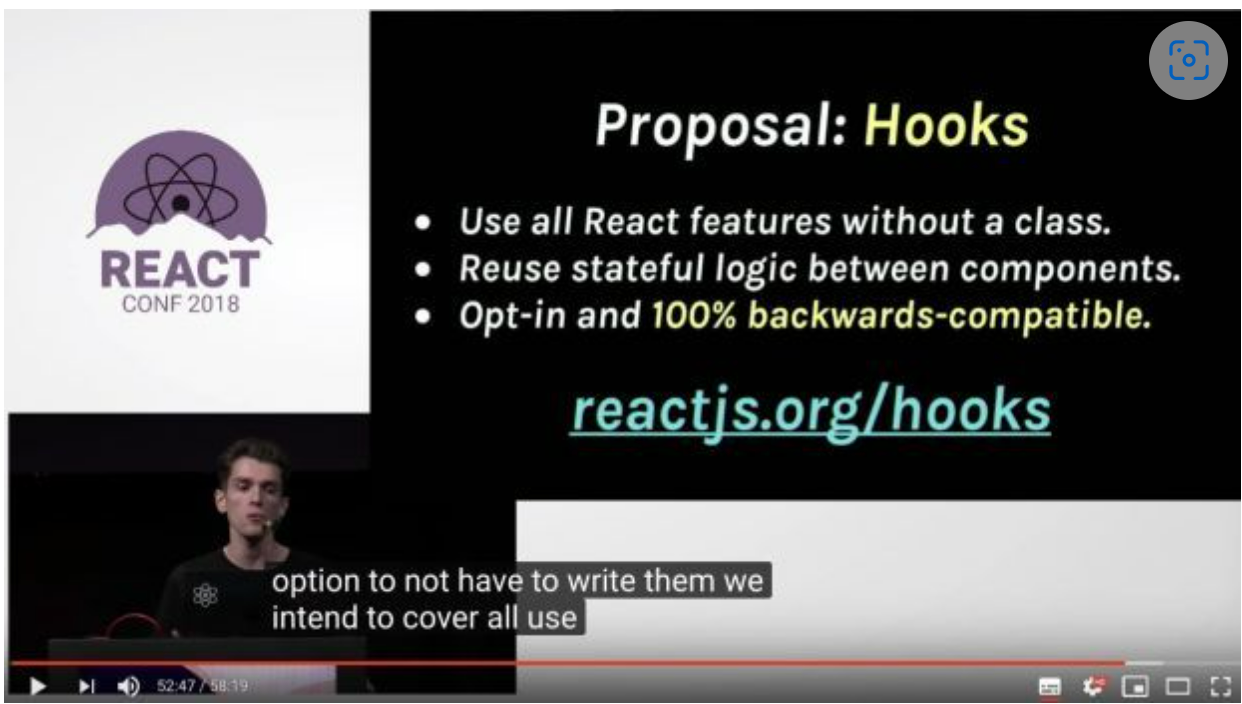 Proposal: Hooks
• Use all React features without a class.
• Reuse stateful logic between components.
• Opt-in and 100% backwards-compatible.
reactjs.org/hooks
REACT
CONF 2018
option to not have to write them we
intend to cover all use
52:47 / 58:19